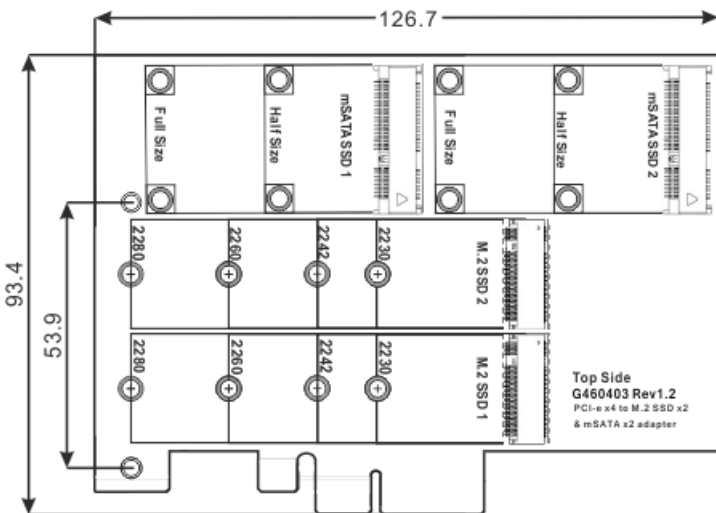 126.7
mSATA SSD 1
Half Size
Full Size
mSATA SSD 2
Half Size
Full Size
93.4
53.9
2280
2260
2242
2230
M.2 SSD 2
2280
2260
2242
2230
M.2 SSD 1
Top Side
G460403 Rev1.2
PCI-e x4 to M.2 SSD x2
& mSATA x2 adapter